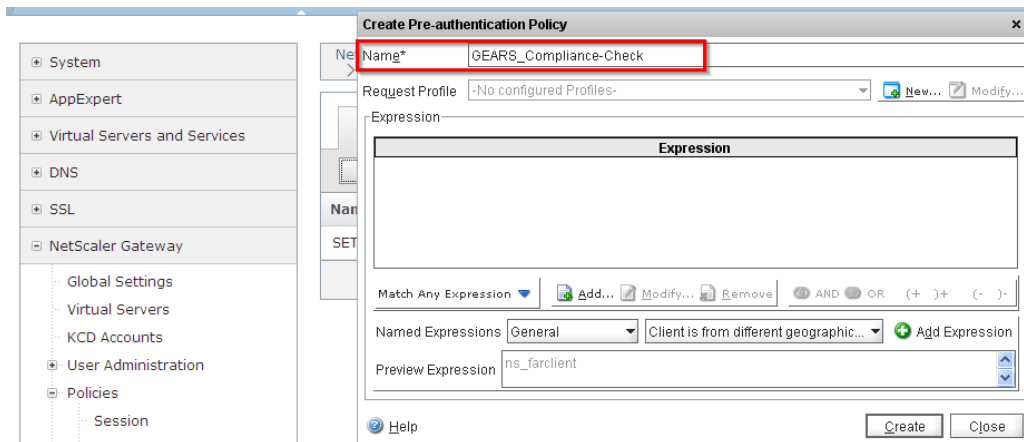 System
AppExpert
Virtual Servers and Services
DNS
SSL
NetScaler Gateway
Global Settings
Virtual Servers
KCD Accounts
User Administration
Policies
Session
Ne
Nan
SET
Create Pre-authentication Policy
Name* GEARS_Compliance-Check
Request Profile -No configured Profiles- New... Modify...
Expression
Expression
Match Any Expression Add... Modify... Remove AND OR (+ )+ (- )-
Named Expressions General Client is from different geographic... Add Expression
Preview Expression ns_farclient
Help Create Close